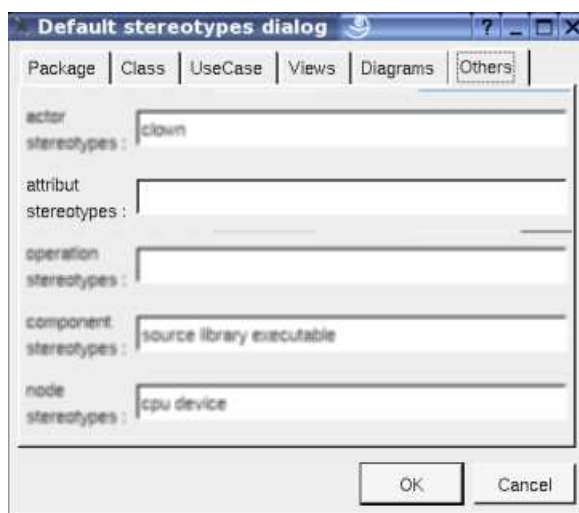 Default stereotypes dialog
Package Class UseCase Views Diagrams Others
actor
stereotypes :
clown
attribut
stereotypes :
operation
stereotypes :
component
stereotypes :
source library executable
node
stereotypes :
cpu device
OK Cancel